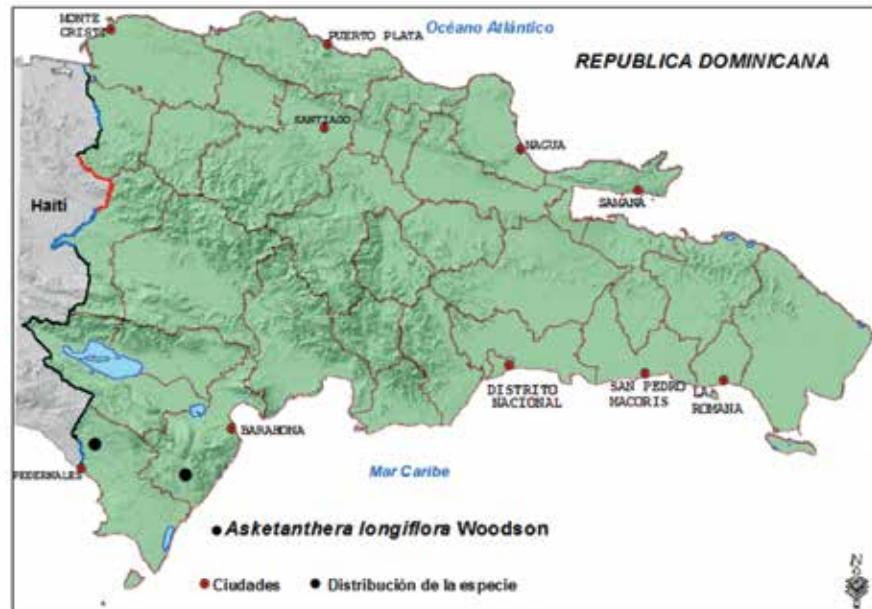 MONTE
CRISTI
PUERTO PLATA
Océano Atlántico
REPUBLICA DOMINICANA
SANTIAGO
NAGUA
SAMANA
Haití
DISTRITO
NACIONAL
SAN PEDRO
MACORIS
LA
ROMANA
BARAHONA
PEDERNALES
Mar Caribe
Asketanthera longiflora Woodson
Ciudades
Distribución de la especie
N